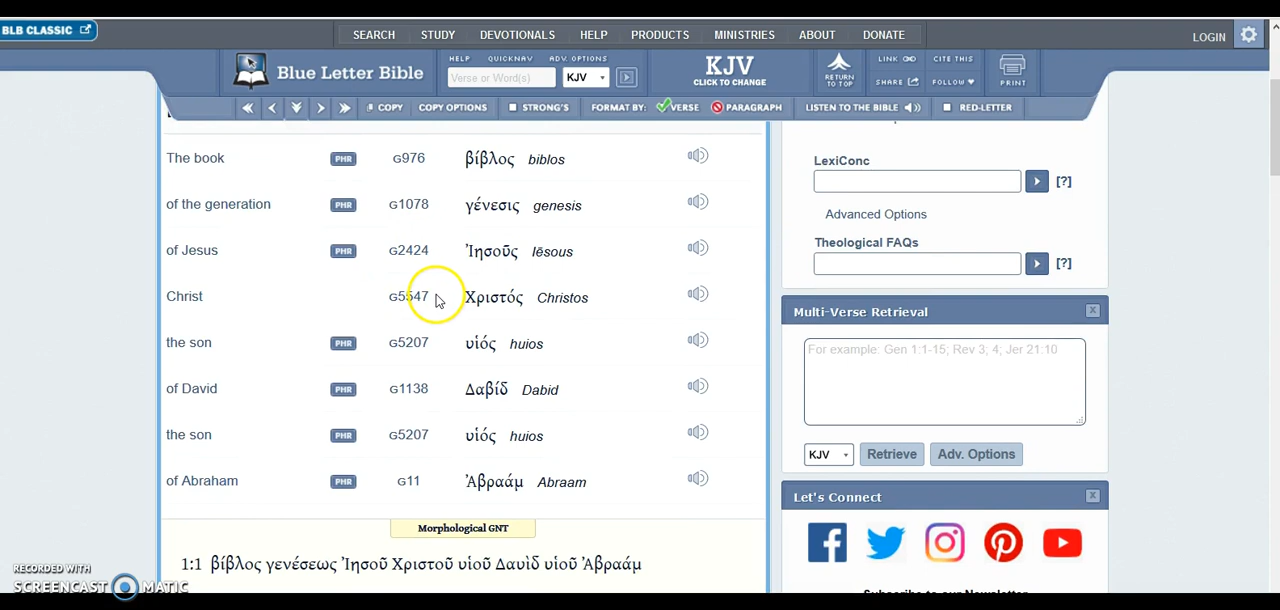 BLB CLASSIC
SEARCH STUDY DEVOTIONALS HELP PRODUCTS MINISTRIES ABOUT DONATE
LOGIN
Blue Letter Bible
HELP QUICKNAV ADV. OPTIONS
Verse or Word(s) KJV
KJV
CLICK TO CHANGE
RETURN TO TOP
LINK CITE THIS
SHARE FOLLOW
PRINT
COPY COPY OPTIONS STRONG'S FORMAT BY: VERSE PARAGRAPH LISTEN TO THE BIBLE RED-LETTER
The book PHR G976 βίβλος biblos
of the generation PHR G1078 γένεσις genesis
of Jesus PHR G2424 Ἰησοῦς Iēsous
Christ G5547 Χριστός Christos
the son PHR G5207 υἱός huios
of David PHR G1138 Δαβίδ Dabid
the son PHR G5207 υἱός huios
of Abraham PHR G11 Ἀβραάμ Abraam
Morphological GNT
1:1 βίβλος γενέσεως Ἰησοῦ Χριστοῦ υἱοῦ Δαυὶδ υἱοῦ Ἀβραάμ
LexiConc
[?]
Advanced Options
Theological FAQs
[?]
Multi-Verse Retrieval X
For example: Gen 1:1-15; Rev 3; 4; Jer 21:10
KJV Retrieve Adv. Options
Let's Connect X
RECORDED WITH
SCREENCAST MATIC